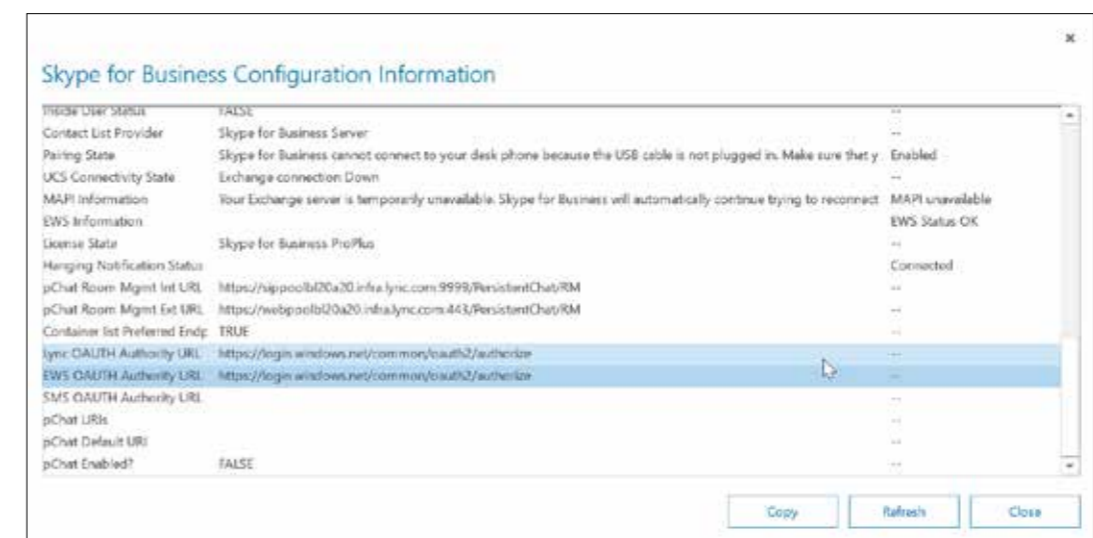 Skype for Business Configuration Information
Inside User Status FALSE --
Contact List Provider Skype for Business Server --
Pairing State Skype for Business cannot connect to your desk phone because the USB cable is not plugged in. Make sure that y Enabled
UCS Connectivity State Exchange connection Down --
MAPI Information Your Exchange server is temporarily unavailable. Skype for Business will automatically continue trying to reconnect MAPI unavailable
EWS Information EWS Status OK
License State Skype for Business ProPlus --
Hanging Notification Status Connected
pChat Room Mgmt Int URL https://sippoolbl20a20.infra.lync.com:9999/PersistentChat/RM --
pChat Room Mgmt Ext URL https://webpoolbl20a20.infra.lync.com:443/PersistentChat/RM --
Container list Preferred Endp TRUE --
Lync OAUTH Authority URL https://login.windows.net/common/oauth2/authorize --
EWS OAUTH Authority URL https://login.windows.net/common/oauth2/authorize --
SMS OAUTH Authority URL --
pChat URIs --
pChat Default URI --
pChat Enabled? FALSE --
Copy Refresh Close